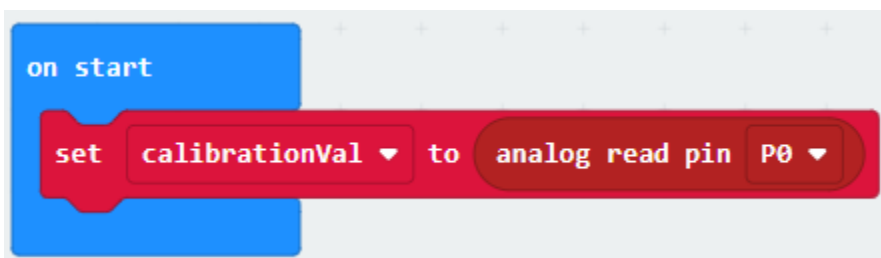 on start
set calibrationVal to analog read pin P0